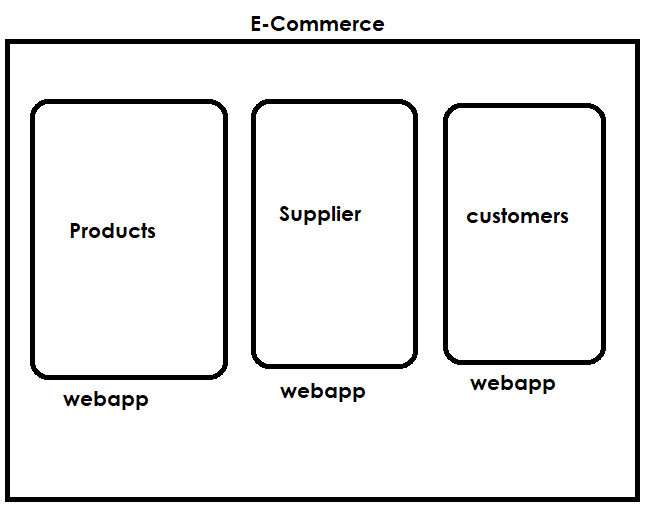 E-Commerce
Products
Supplier
customers
webapp
webapp
webapp